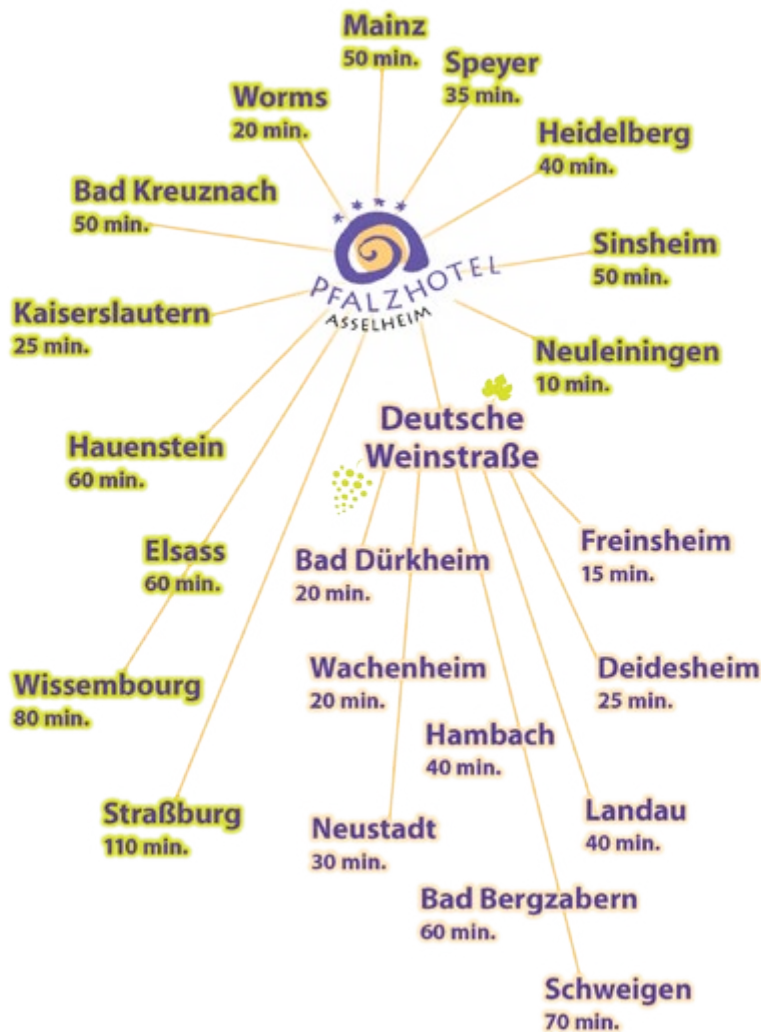 Mainz
50 min.
Speyer
35 min.
Worms
20 min.
Heidelberg
40 min.
Bad Kreuznach
50 min.
Sinsheim
50 min.
PFALZHOTEL
ASSELHEIM
Kaiserslautern
25 min.
Neuleiningen
10 min.
Deutsche
Weinstraße
Hauenstein
60 min.
Elsass
60 min.
Bad Dürkheim
20 min.
Freinsheim
15 min.
Wissembourg
80 min.
Wachenheim
20 min.
Deidesheim
25 min.
Hambach
40 min.
Straßburg
110 min.
Neustadt
30 min.
Landau
40 min.
Bad Bergzabern
60 min.
Schweigen
70 min.